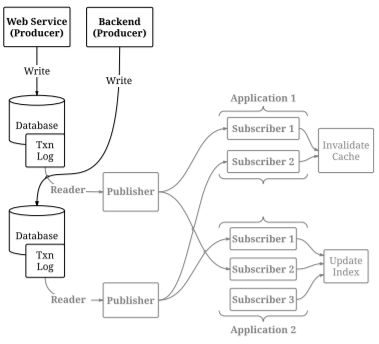 Web Service
(Producer)
Backend
(Producer)
Write
Write
Database
Txn
Log
Reader
Publisher
Database
Txn
Log
Reader
Publisher
Application 1
Subscriber 1
Subscriber 2
Invalidate
Cache
Subscriber 1
Subscriber 2
Subscriber 3
Update
Index
Application 2